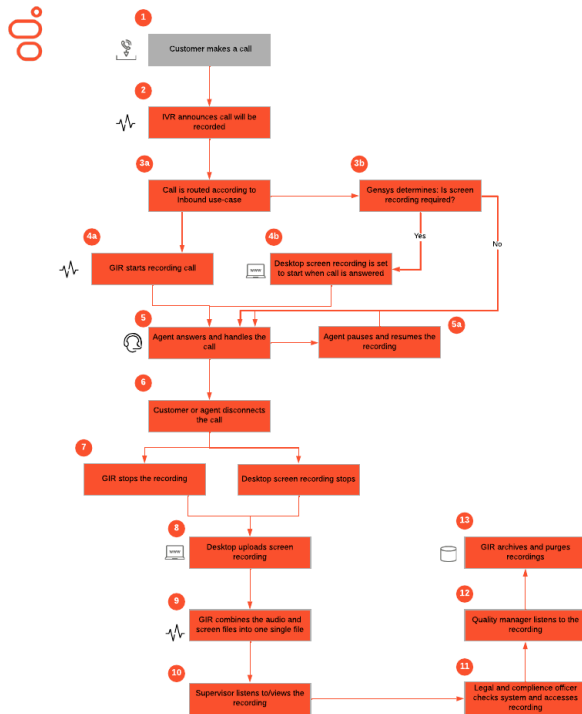 1
Customer makes a call
2
IVR announces call will be
recorded
3a
Call is routed according to
Inbound use-case
3b
Gensys determines: Is screen
recording required?
Yes
No
4a
GIR starts recording call
4b
www
Desktop screen recording is set
to start when call is answered
5
Agent answers and handles the
call
5a
Agent pauses and resumes the
recording
6
Customer or agent disconnects
the call
7
GIR stops the recording
Desktop screen recording stops
8
www
Desktop uploads screen
recording
9
GIR combines the audio and
screen files into one single file
10
Supervisor listens to/views the
recording
11
Legal and complience officer
checks system and accesses
recording
12
Quality manager listens to the
recording
13
GIR archives and purges
recordings